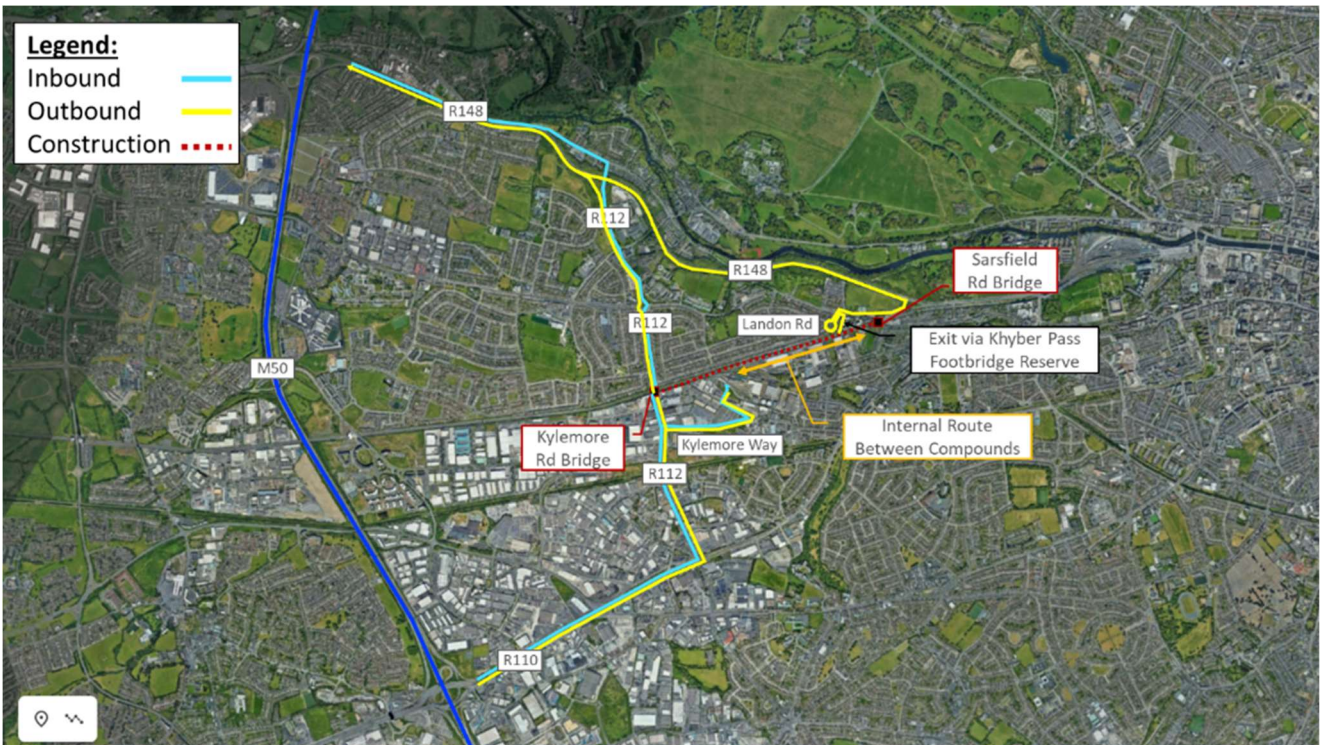 Legend:
Inbound
Outbound
Construction
R148
R112
R148
Sarsfield
Rd Bridge
R112
Landon Rd
Exit via Khyber Pass
Footbridge Reserve
M50
Internal Route
Between Compounds
Kylemore
Rd Bridge
Kylemore Way
R112
R110